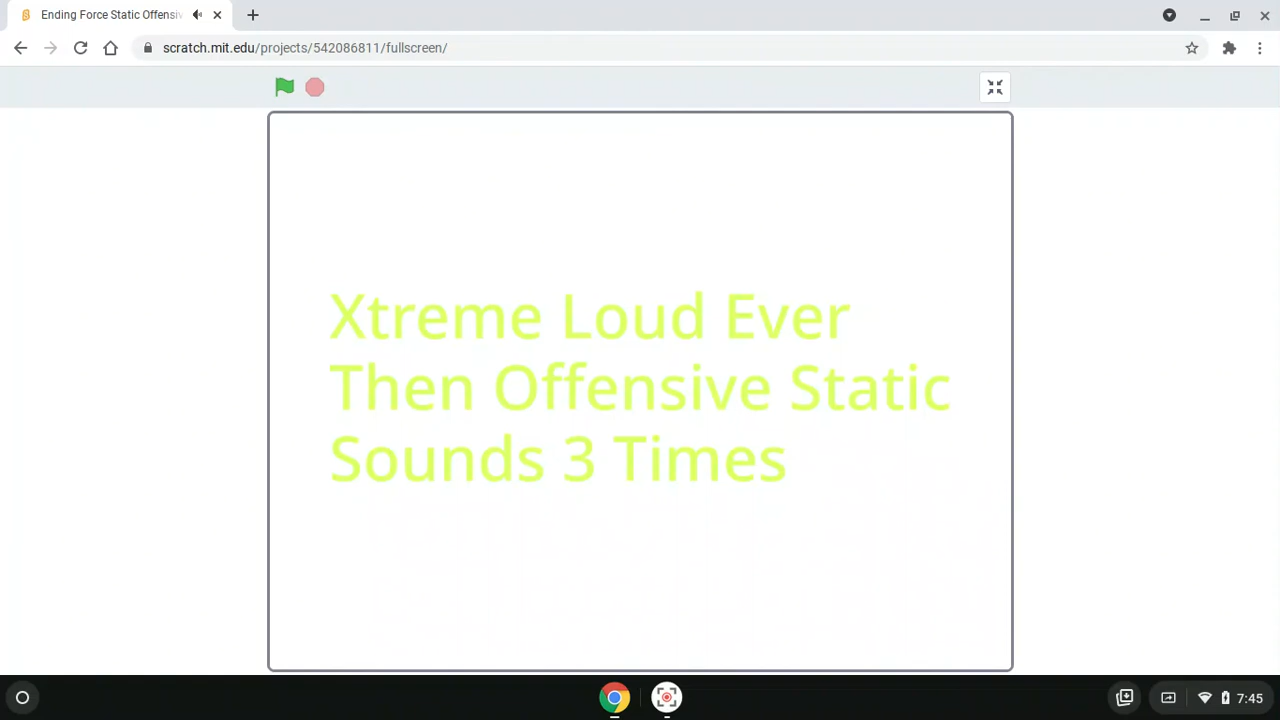 Ending Force Static Offensiv
scratch.mit.edu/projects/542086811/fullscreen/
Xtreme Loud Ever
Then Offensive Static
Sounds 3 Times
7:45